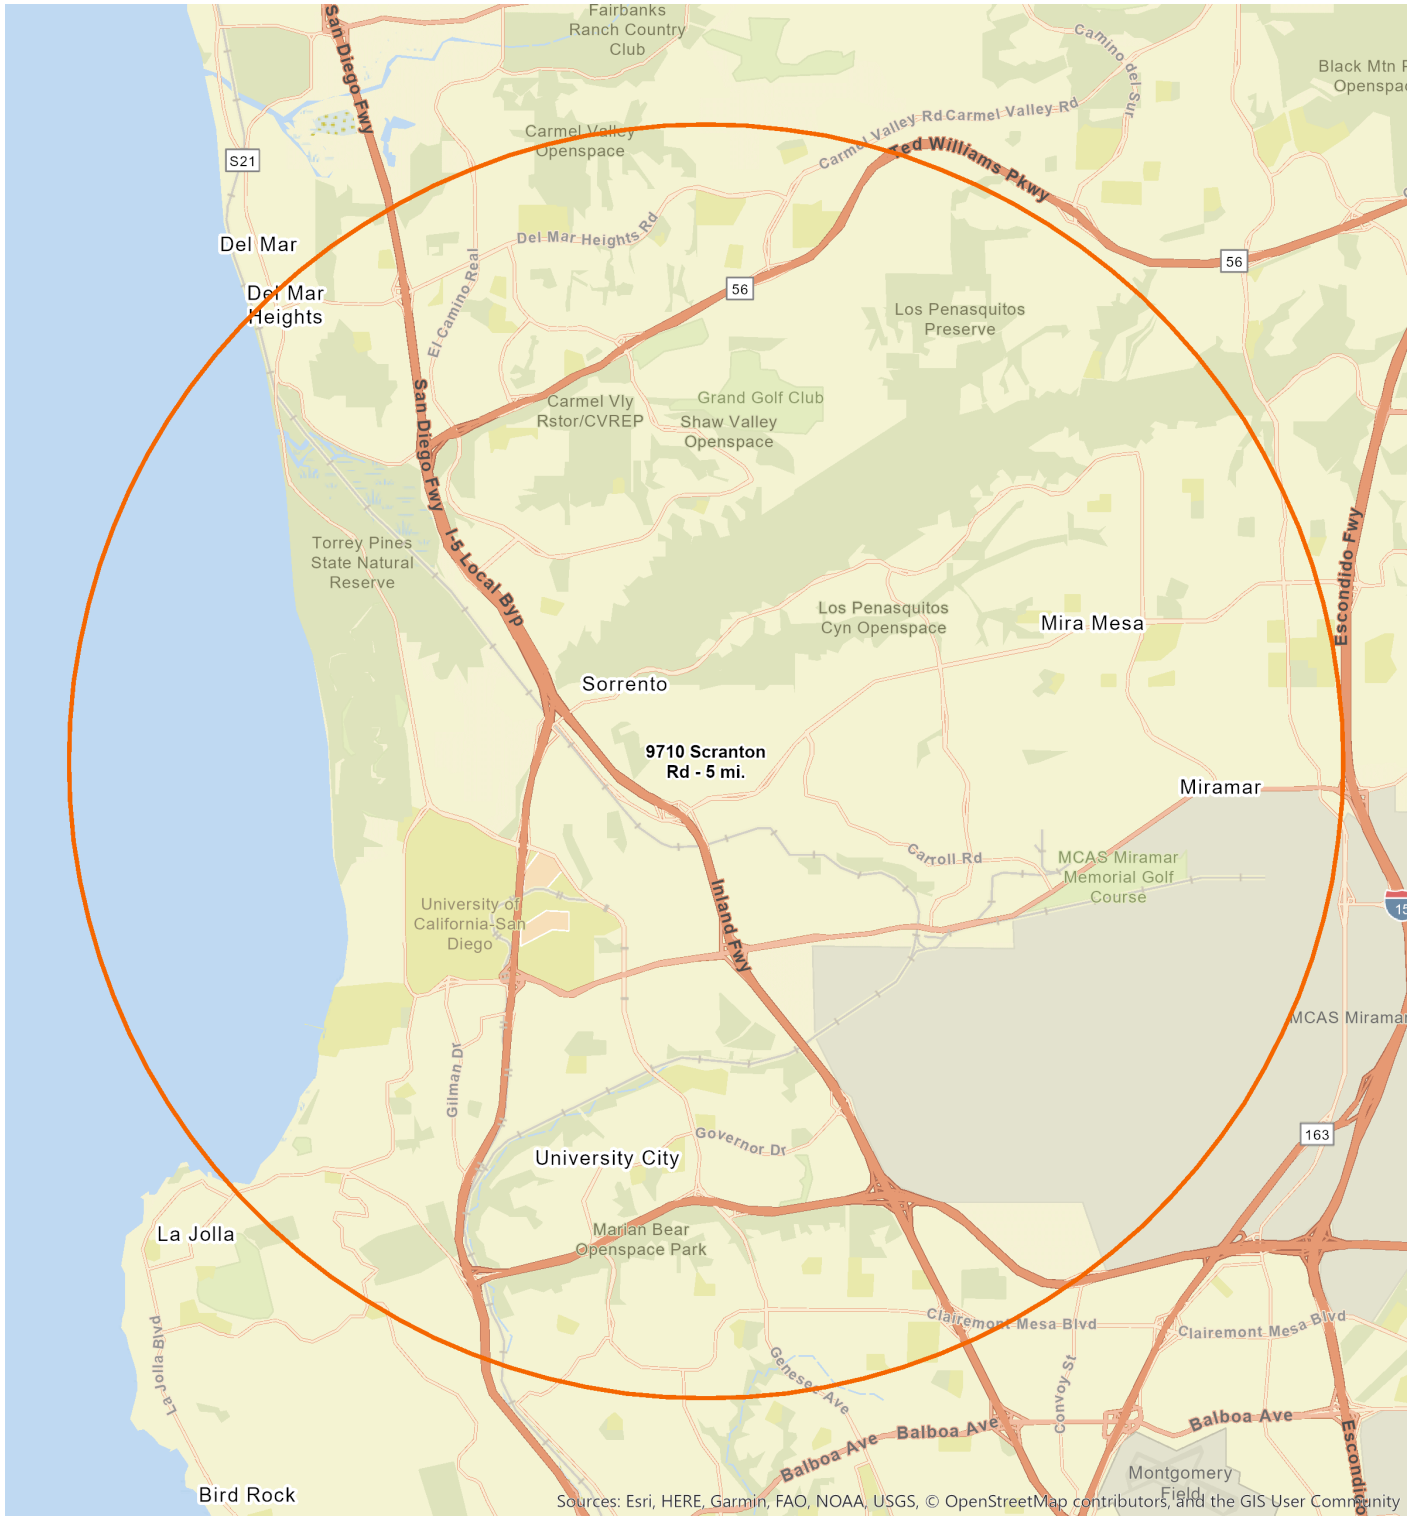 San Diego Fwy
Fairbanks
Ranch Country
Club
Camino del Sur
Black Mtn P
Openspac
Carmel Valley Rd
Carmel Valley Rd
Carmel Valley
Openspace
S21
Ted Williams Pkwy
Del Mar
Del Mar Heights Rd
El Camino Real
56
56
Del Mar
Heights
Los Penasquitos
Preserve
San Diego Fwy
Carmel Vly
Rstor/CVREP
Grand Golf Club
Shaw Valley
Openspace
Torrey Pines
State Natural
Reserve
I-5 Local Byp
Escondido Fwy
Los Penasquitos
Cyn Openspace
Mira Mesa
Sorrento
9710 Scranton
Rd - 5 mi.
Miramar
Carroll Rd
MCAS Miramar
Memorial Golf
Course
University of
California-San
Diego
Inland Fwy
15
MCAS Miramar
Gilman Dr
Governor Dr
163
University City
La Jolla
Marian Bear
Openspace Park
La Jolla Blvd
Clairemont Mesa Blvd
Clairemont Mesa Blvd
Genesee Ave
Convoy St
Balboa Ave
Balboa Ave
Balboa Ave
Escondido
Bird Rock
Montgomery
Field
Sources: Esri, HERE, Garmin, FAO, NOAA, USGS, © OpenStreetMap contributors, and the GIS User Community